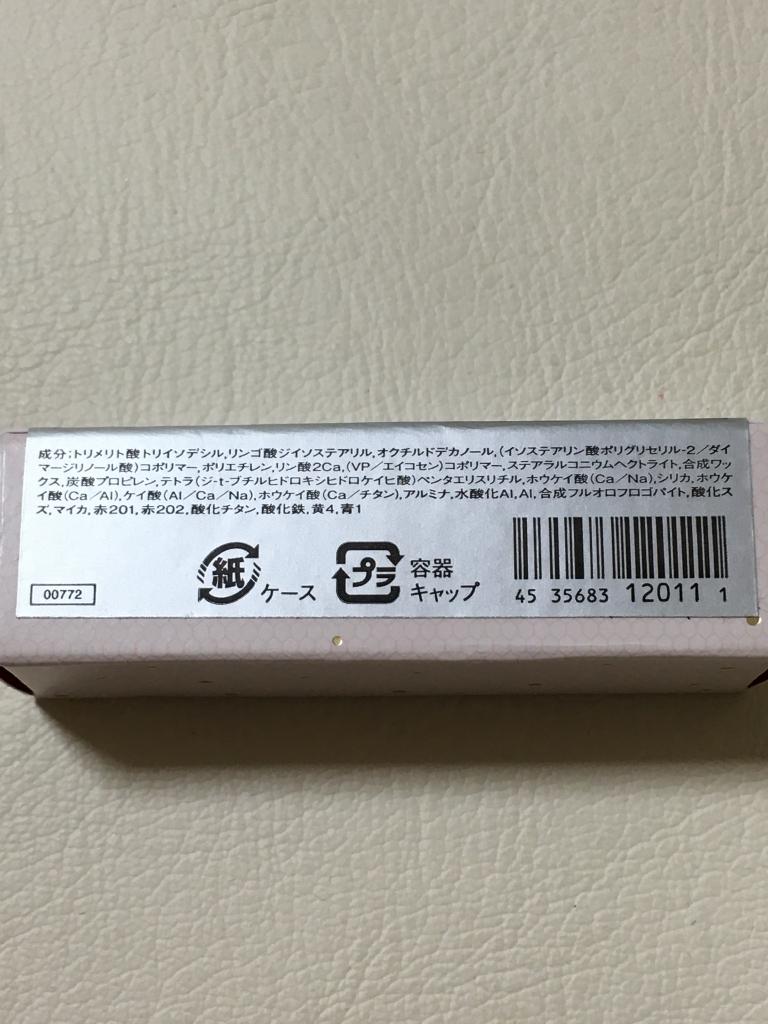 成分；トリメリト酸トリイソデシル,リンゴ酸ジイソステアリル,オクチルドデカノール,(イソステアリン酸ポリグリセリル-2／ダイ
マージリノール酸)コポリマー,ポリエチレン,リン酸2Ca,(VP／エイコセン)コポリマー,ステアラルコニウムヘクトライト,合成ワッ
クス,炭酸プロピレン,テトラ(ジ-t-ブチルヒドロキシヒドロケイヒ酸)ペンタエリスリチル,ホウケイ酸(Ca／Na),シリカ,ホウケ
イ酸(Ca／Al),ケイ酸(Al／Ca／Na),ホウケイ酸(Ca／チタン),アルミナ,水酸化Al,Al,合成フルオロフロゴパイト,酸化ス
ズ,マイカ,赤201,赤202,酸化チタン,酸化鉄,黄4,青1
00772
紙 ケース
プラ 容器
キャップ
45 35683 12011 1